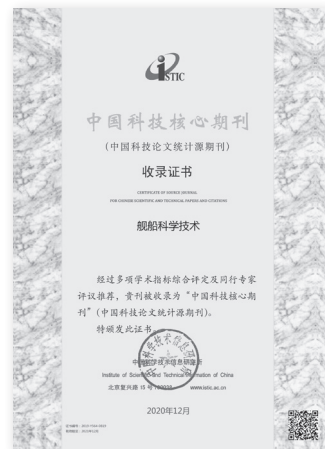 ISTIC
中国科技核心期刊
(中国科技论文统计源期刊)
收录证书
CERTIFICATE OF SOURCE JOURNAL
FOR CHINESE SCIENTIFIC AND TECHNICAL PAPERS AND CITATIONS
舰船科学技术
经过多项学术指标综合评定及同行专家
评议推荐,贵刊被收录为“中国科技核心期
刊”(中国科技论文统计源期刊)。
特颁发此证书。
中国科学技术信息研究所
Institute of Scientific and Technical Information of China
北京复兴路 15 号 100038 www.istic.ac.cn
2020年12月